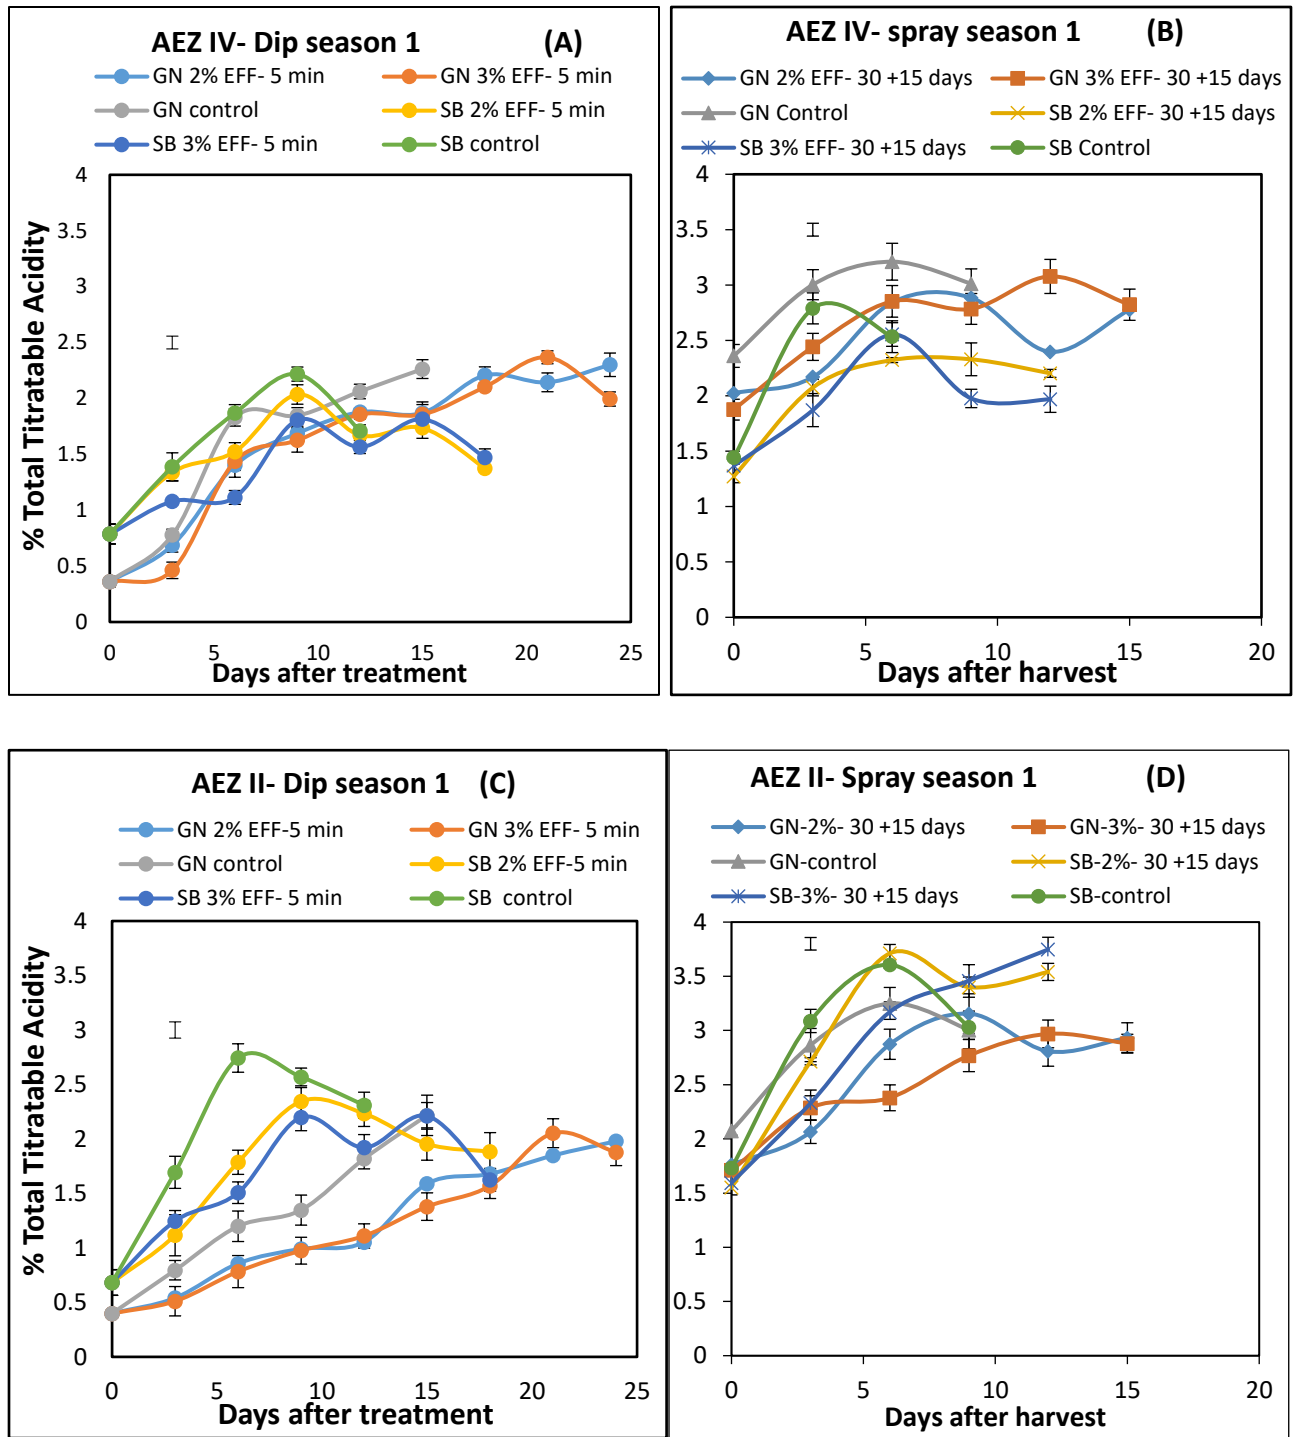 AEZ IV- Dip season 1 (A)
GN 2% EFF- 5 min GN 3% EFF- 5 min
GN control SB 2% EFF- 5 min
SB 3% EFF- 5 min SB control
4
3.5
3
2.5
2
1.5
1
0.5
0
% Total Titratable Acidity
0 5 10 15 20 25
Days after treatment
AEZ IV- spray season 1 (B)
GN 2% EFF- 30 +15 days GN 3% EFF- 30 +15 days
GN Control SB 2% EFF- 30 +15 days
SB 3% EFF- 30 +15 days SB Control
4
3.5
3
2.5
2
1.5
1
0.5
0
0 5 10 15 20
Days after harvest
AEZ II- Dip season 1 (C)
GN 2% EFF-5 min GN 3% EFF- 5 min
GN control SB 2% EFF-5 min
SB 3% EFF- 5 min SB control
4
3.5
3
2.5
2
1.5
1
0.5
0
% Total Titratable Acidity
0 5 10 15 20 25
Days after treatment
AEZ II- Spray season 1 (D)
GN-2%- 30 +15 days GN-3%- 30 +15 days
GN-control SB-2%- 30 +15 days
SB-3%- 30 +15 days SB-control
4
3.5
3
2.5
2
1.5
1
0.5
0
0 5 10 15 20
Days after harvest